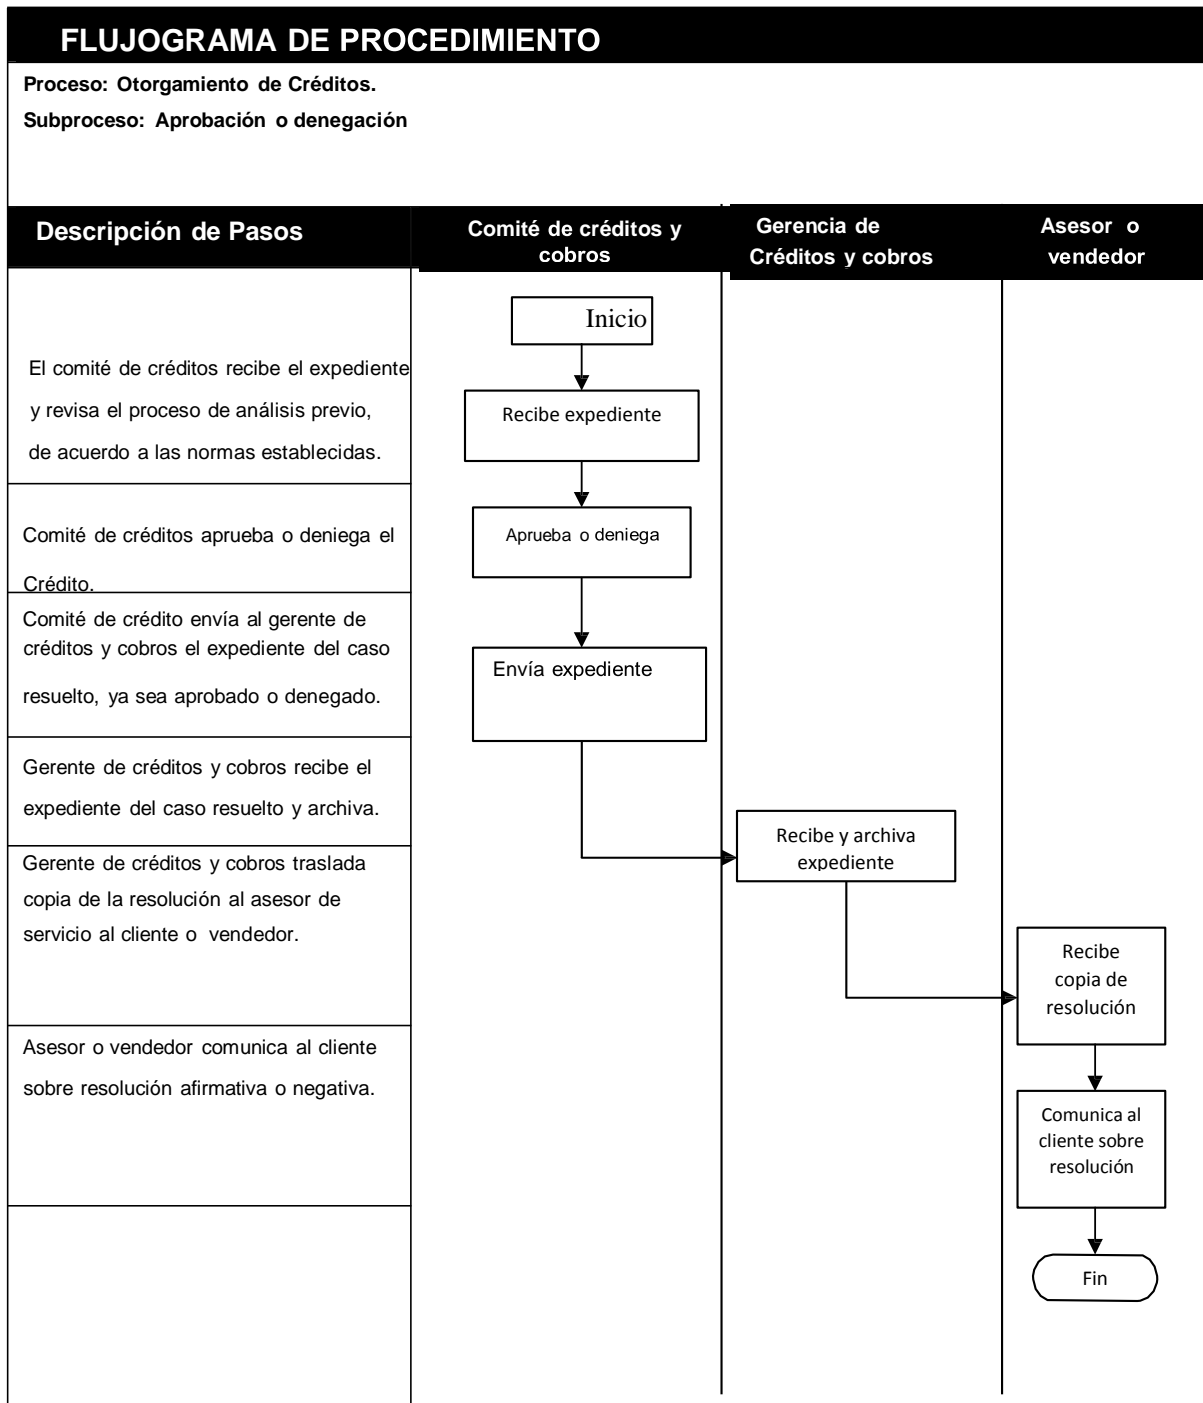 FLUJOGRAMA DE PROCEDIMIENTO
Proceso: Otorgamiento de Créditos.
Subproceso: Aprobación o denegación
Descripción de Pasos
Comité de créditos y
cobros
Gerencia de
Créditos y cobros
Asesor o
vendedor
El comité de créditos recibe el expediente
y revisa el proceso de análisis previo,
de acuerdo a las normas establecidas.
Comité de créditos aprueba o deniega el
Crédito.
Comité de crédito envía al gerente de
créditos y cobros el expediente del caso
resuelto, ya sea aprobado o denegado.
Gerente de créditos y cobros recibe el
expediente del caso resuelto y archiva.
Gerente de créditos y cobros traslada
copia de la resolución al asesor de
servicio al cliente o vendedor.
Asesor o vendedor comunica al cliente
sobre resolución afirmativa o negativa.
Inicio
Recibe expediente
Aprueba o deniega
Envía expediente
Recibe y archiva
expediente
Recibe
copia de
resolución
Comunica al
cliente sobre
resolución
Fin